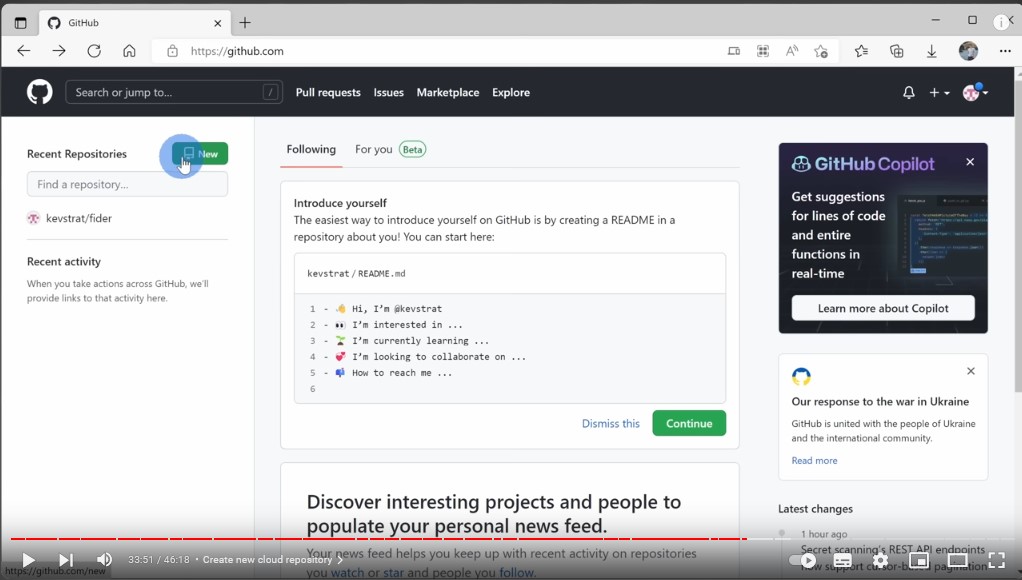 GitHub
https://github.com
Search or jump to...
/
Pull requests
Issues
Marketplace
Explore
Recent Repositories
New
Find a repository...
kevstrat/fider
Recent activity
When you take actions across GitHub, we'll
provide links to that activity here.
Following
For you
Beta
Introduce yourself
The easiest way to introduce yourself on GitHub is by creating a README in a
repository about you! You can start here:
kevstrat / README.md
1 - 👋 Hi, I'm @kevstrat
2 - 👀 I'm interested in ...
3 - 🌱 I'm currently learning ...
4 - 💞️ I'm looking to collaborate on ...
5 - 📫 How to reach me ...
6
Dismiss this
Continue
Discover interesting projects and people to
populate your personal news feed.
Your news feed helps you keep up with recent activity on repositories
you watch or star and people you follow.
GitHub Copilot
Get suggestions
for lines of code
and entire
functions in
real-time
Learn more about Copilot
Our response to the war in Ukraine
GitHub is united with the people of Ukraine
and the international community.
Read more
Latest changes
1 hour ago
Secret scanning's REST API endpoints
now support cursor-based pagination
33:51 / 46:18 • Create new cloud repository
https://github.com/new